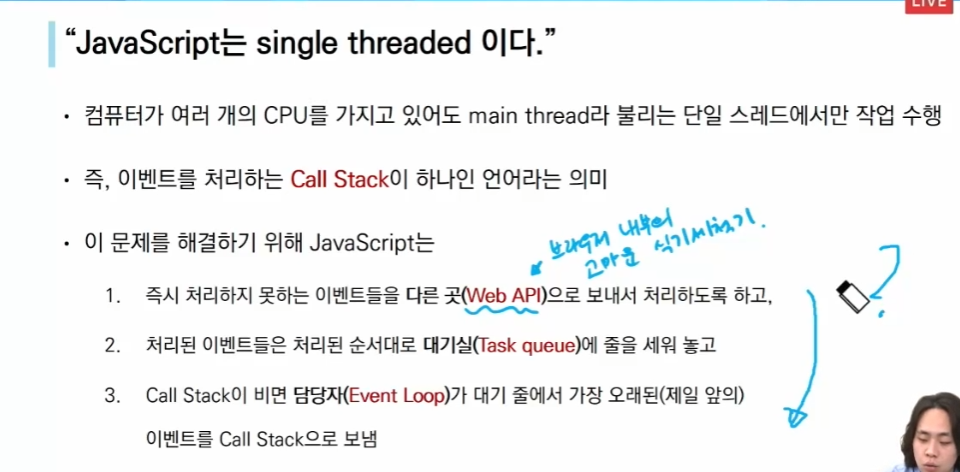 LIVE
“JavaScript는 single threaded 이다.”
• 컴퓨터가 여러 개의 CPU를 가지고 있어도 main thread라 불리는 단일 스레드에서만 작업 수행
• 즉, 이벤트를 처리하는 Call Stack이 하나인 언어라는 의미
• 이 문제를 해결하기 위해 JavaScript는
브라우저 내부의
고마운 식기세척기.
1. 즉시 처리하지 못하는 이벤트들을 다른 곳(Web API)으로 보내서 처리하도록 하고,
2. 처리된 이벤트들은 처리된 순서대로 대기실(Task queue)에 줄을 세워 놓고
3. Call Stack이 비면 담당자(Event Loop)가 대기 줄에서 가장 오래된(제일 앞의)
이벤트를 Call Stack으로 보냄